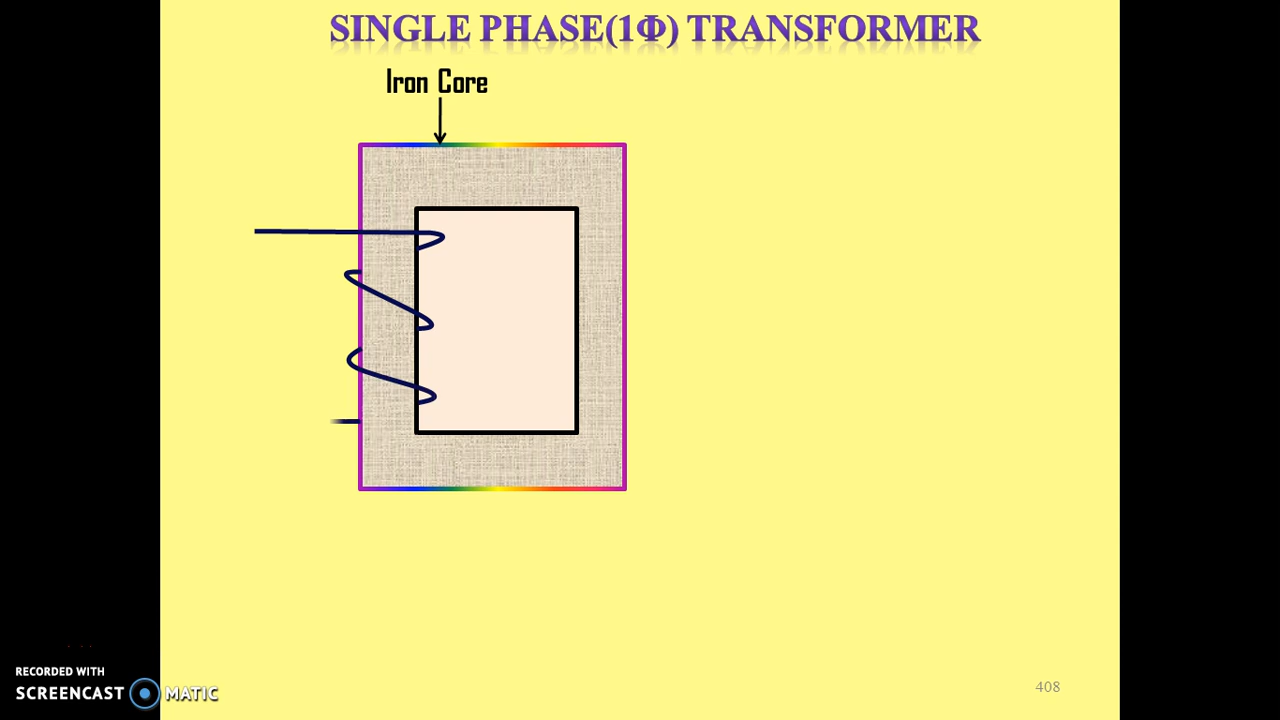 SINGLE PHASE(1Φ) TRANSFORMER
Iron Core
RECORDED WITH
SCREENCAST MATIC
408